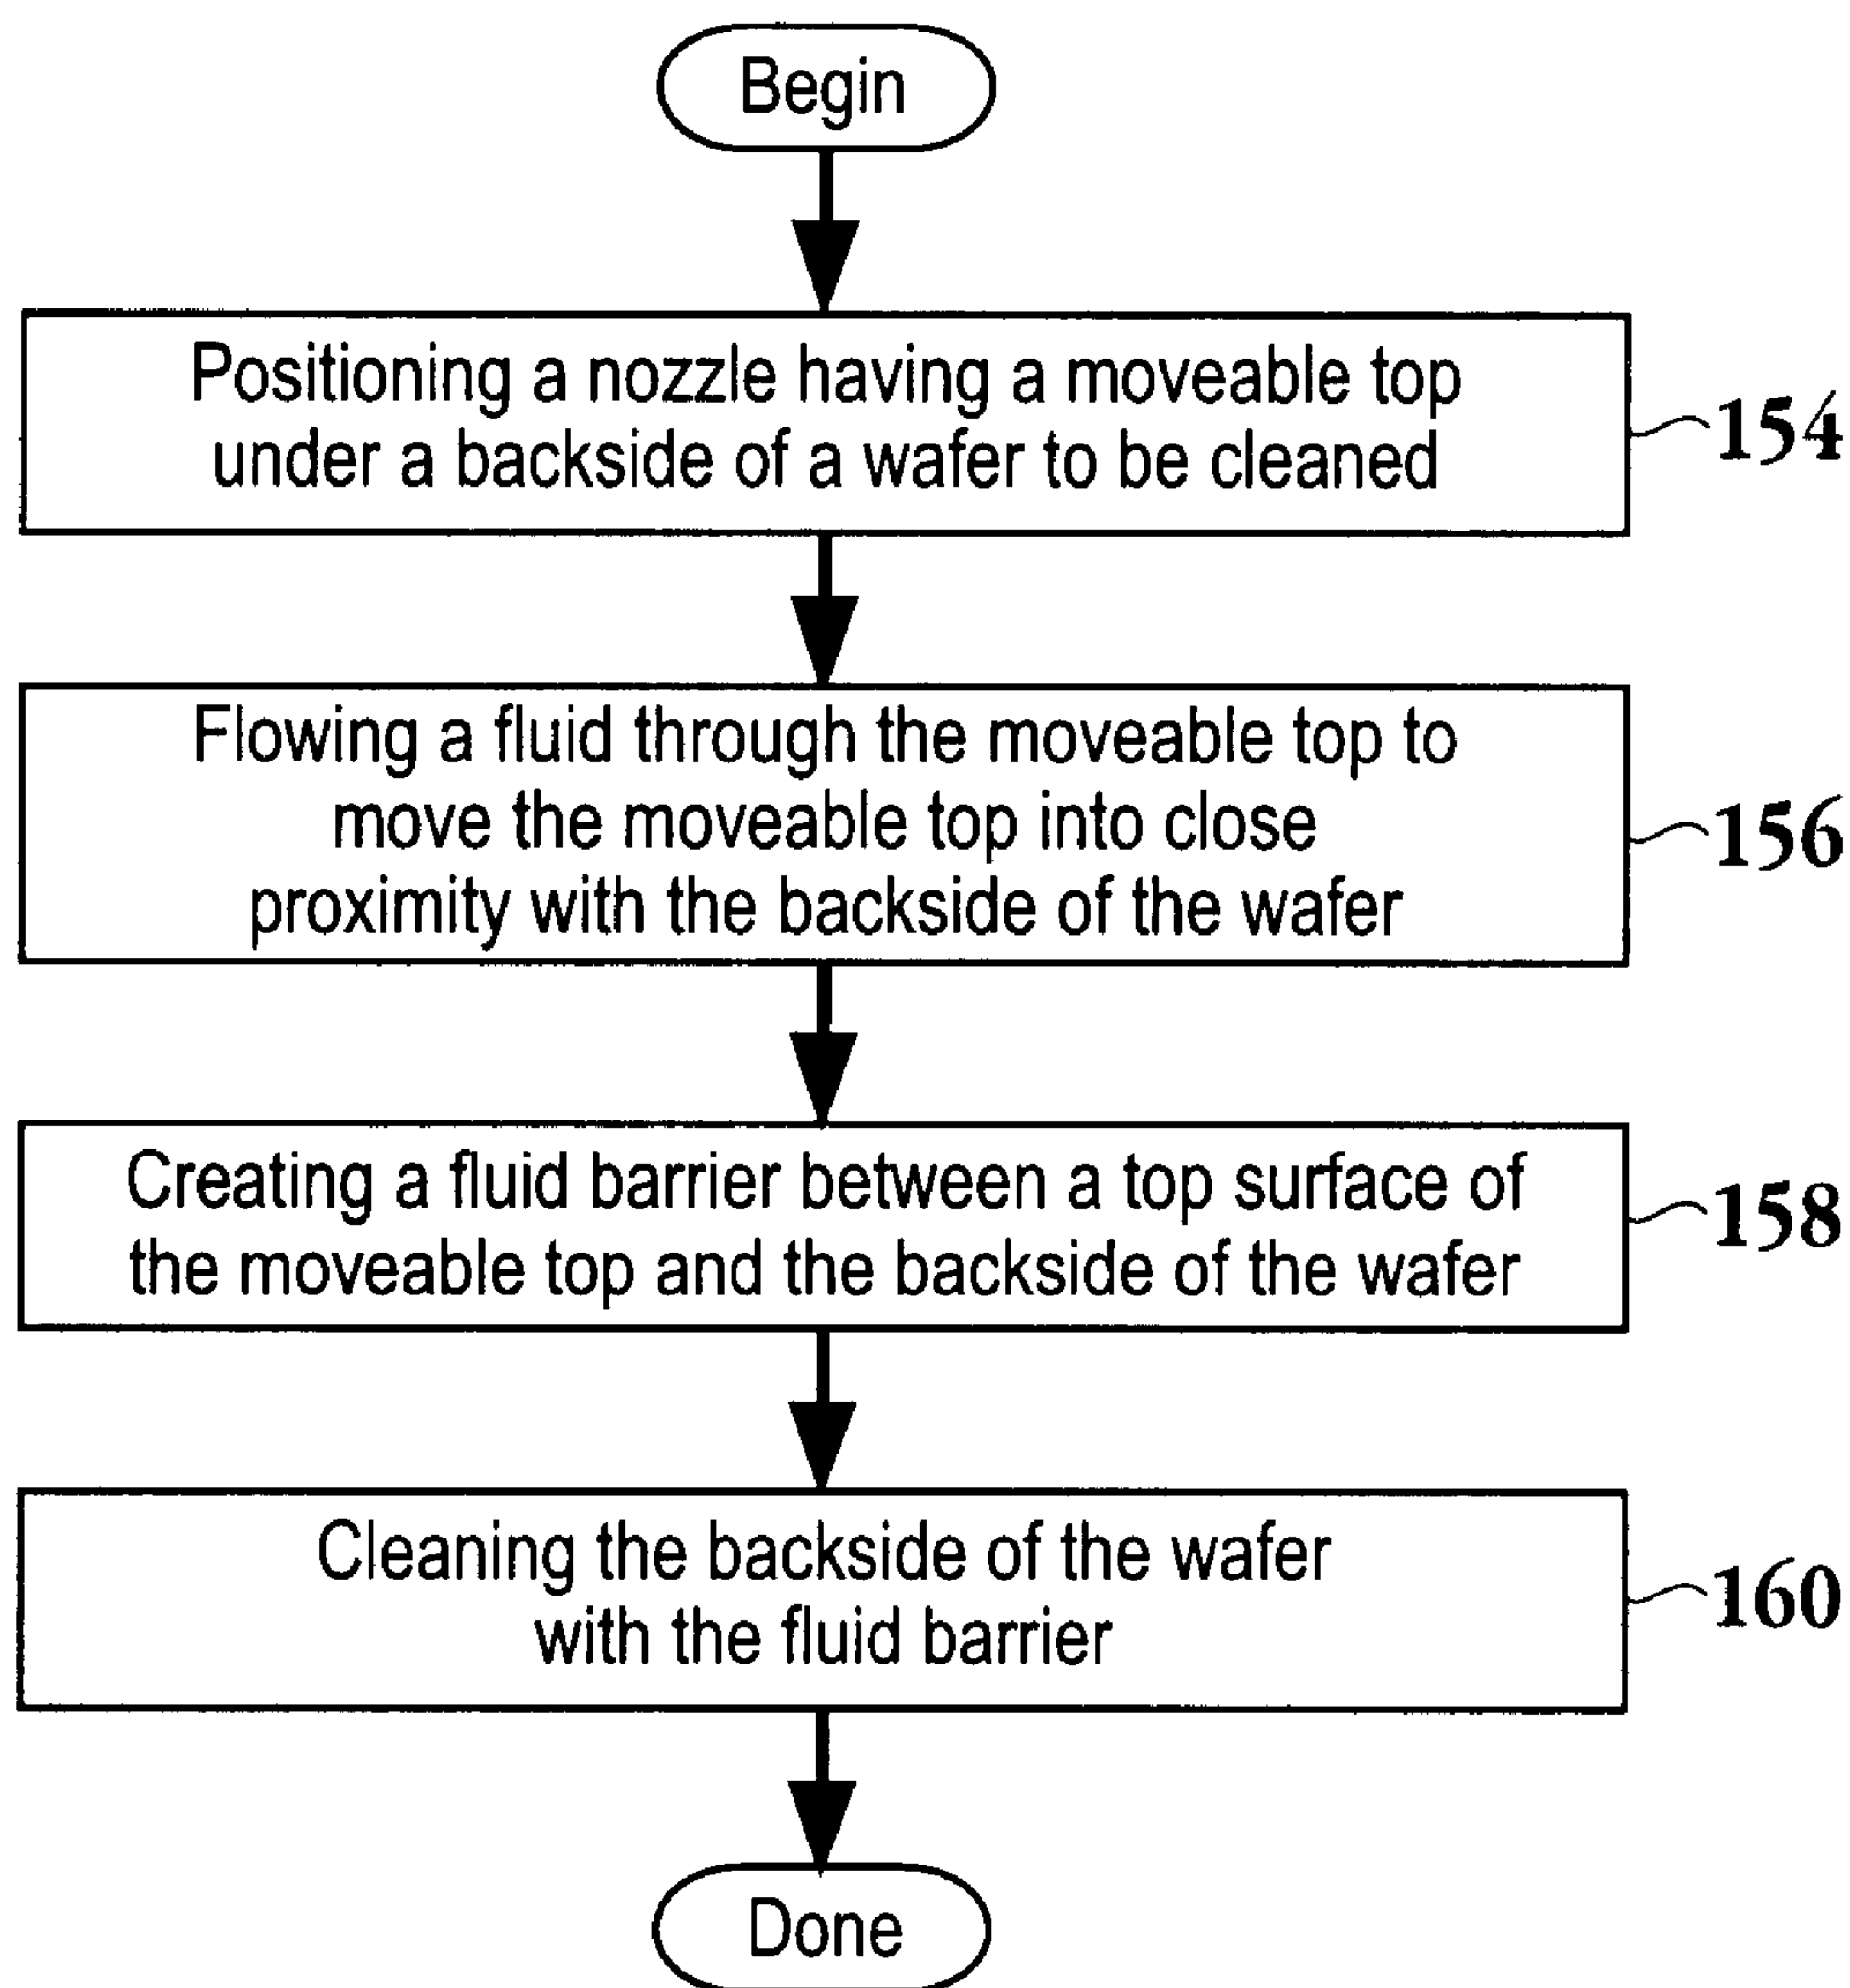 Begin
Positioning a nozzle having a moveable top
under a backside of a wafer to be cleaned
154
Flowing a fluid through the moveable top to
move the moveable top into close
proximity with the backside of the wafer
156
Creating a fluid barrier between a top surface of
the moveable top and the backside of the wafer
158
Cleaning the backside of the wafer
with the fluid barrier
160
Done